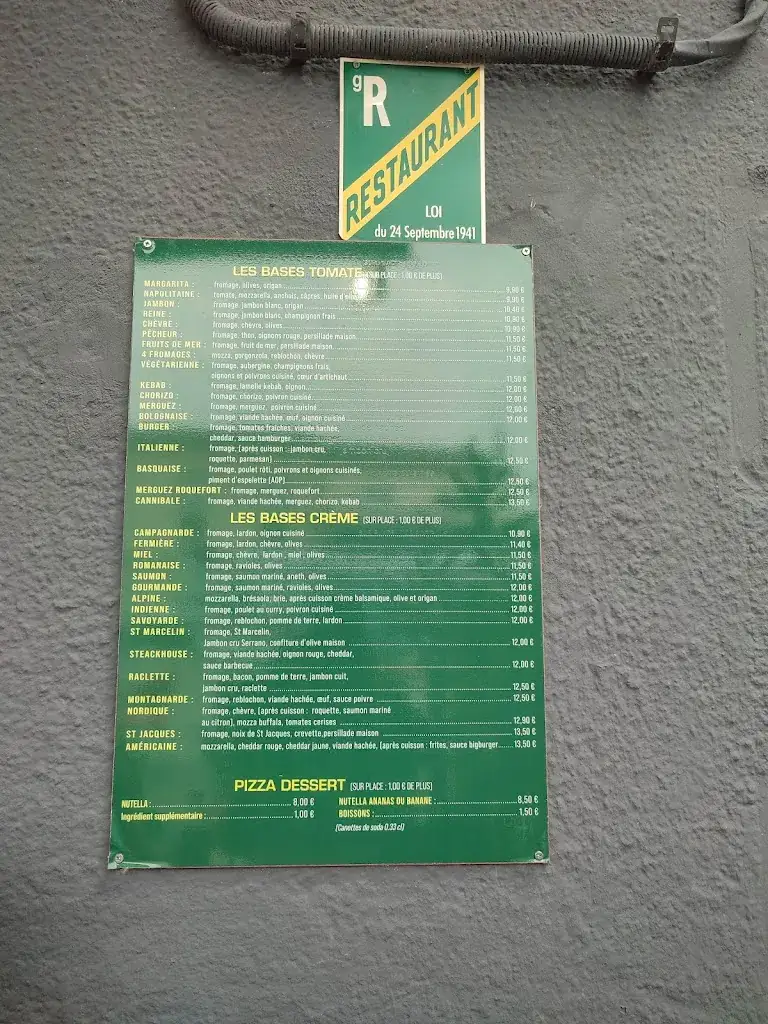 gR
RESTAURANT
LOI
du 24 Septembre 1941
LES BASES TOMATE (SUR PLACE : 1,00 € DE PLUS)
MARGARITA : fromage, olives, origan 9,90 €
NAPOLITAINE : tomate, mozzarella, anchois, câpres, huile d'olive 9,90 €
JAMBON : fromage, jambon blanc, origan 10,40 €
REINE : fromage, jambon blanc, champignon frais 10,90 €
CHÈVRE : fromage, chèvre, olives 10,90 €
PÊCHEUR : fromage, thon, oignons rouge, persillade maison 11,50 €
FRUITS DE MER : fromage, fruit de mer, persillade maison 11,50 €
4 FROMAGES : mozza, gorgonzola, reblochon, chèvre 11,50 €
VÉGÉTARIENNE : fromage, aubergine, champignons frais,
oignons et poivrons cuisiné, cœur d'artichaut 11,50 €
KEBAB : fromage, lamelle kebab, oignon 12,00 €
CHORIZO : fromage, chorizo, poivron cuisiné 12,00 €
MERGUEZ : fromage, merguez, poivron cuisiné 12,00 €
BOLOGNAISE : fromage, viande hachée, œuf, oignon cuisiné 12,00 €
BURGER : fromage, tomates fraîches, viande hachée,
cheddar, sauce hamburger 12,00 €
ITALIENNE : fromage, (après cuisson : jambon cru,
roquette, parmesan) 12,50 €
BASQUAISE : fromage, poulet rôti, poivrons et oignons cuisinés,
piment d'espelette (AOP) 12,50 €
MERGUEZ ROQUEFORT : fromage, merguez, roquefort 12,50 €
CANNIBALE : fromage, viande hachée, merguez, chorizo, kebab 13,50 €
LES BASES CRÈME (SUR PLACE : 1,00 € DE PLUS)
CAMPAGNARDE : fromage, lardon, oignon cuisiné 10,90 €
FERMIÈRE : fromage, lardon, chèvre, olives 11,40 €
MIEL : fromage, chèvre, lardon , miel , olives 11,50 €
ROMANAISE : fromage, ravioles, olives 11,50 €
SAUMON : fromage, saumon mariné, aneth, olives 11,50 €
GOURMANDE : fromage, saumon mariné, ravioles, olives 12,00 €
ALPINE : mozzarella, brésaola, brie, après cuisson crème balsamique, olive et origan 12,00 €
INDIENNE : fromage, poulet au curry, poivron cuisiné 12,00 €
SAVOYARDE : fromage, reblochon, pomme de terre, lardon 12,00 €
ST MARCELIN : fromage, St Marcelin,
Jambon cru Serrano, confiture d'olive maison 12,00 €
STEACKHOUSE : fromage, viande hachée, oignon rouge, cheddar,
sauce barbecue 12,00 €
RACLETTE : fromage, bacon, pomme de terre, jambon cuit,
jambon cru, raclette 12,50 €
MONTAGNARDE : fromage, reblochon, viande hachée, œuf, sauce poivre 12,50 €
NORDIQUE : fromage, chèvre, (après cuisson : roquette, saumon mariné
au citron), mozza buffala, tomates cerises 12,90 €
ST JACQUES : fromage, noix de St Jacques, crevette,persillade maison 13,50 €
AMÉRICAINE : mozzarella, cheddar rouge, cheddar jaune, viande hachée, (après cuisson : frites, sauce bigburger 13,50 €
PIZZA DESSERT (SUR PLACE : 1,00 € DE PLUS)
NUTELLA : 8,00 € NUTELLA ANANAS OU BANANE : 8,50 €
Ingrédient supplémentaire : 1,00 € BOISSONS : 1,50 €
(Canettes de soda 0.33 cl)